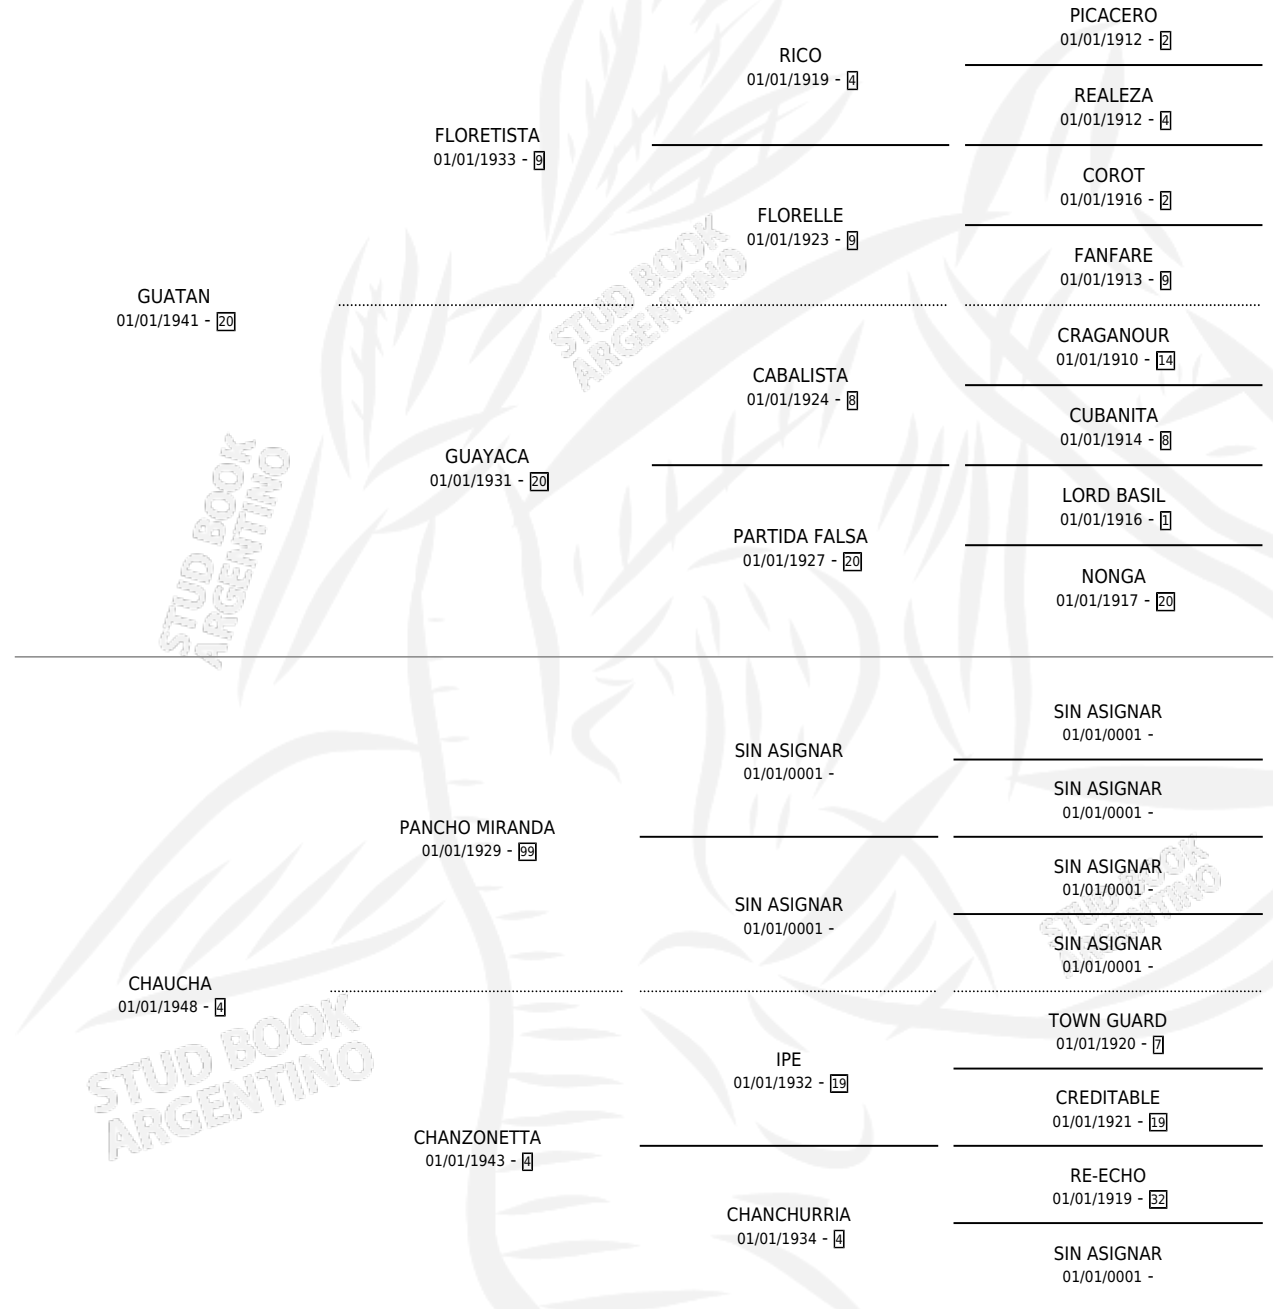 PICACERO
01/01/1912 - 2
RICO
01/01/1919 - 4
REALEZA
01/01/1912 - 4
FLORETISTA
01/01/1933 - 9
COROT
01/01/1916 - 2
FLORELLE
01/01/1923 - 9
FANFARE
01/01/1913 - 9
GUATAN
01/01/1941 - 20
CRAGANOUR
01/01/1910 - 14
CABALISTA
01/01/1924 - 8
CUBANITA
01/01/1914 - 8
GUAYACA
01/01/1931 - 20
LORD BASIL
01/01/1916 - 1
PARTIDA FALSA
01/01/1927 - 20
NONGA
01/01/1917 - 20
STUD BOOK
ARGENTINO
STUD BOOK
ARGENTINO
SIN ASIGNAR
01/01/0001 -
SIN ASIGNAR
01/01/0001 -
SIN ASIGNAR
01/01/0001 -
PANCHO MIRANDA
01/01/1929 - 99
SIN ASIGNAR
01/01/0001 -
SIN ASIGNAR
01/01/0001 -
SIN ASIGNAR
01/01/0001 -
CHAUCHA
01/01/1948 - 4
TOWN GUARD
01/01/1920 - 7
IPE
01/01/1932 - 19
CREDITABLE
01/01/1921 - 19
CHANZONETTA
01/01/1943 - 4
RE-ECHO
01/01/1919 - 32
CHANCHURRIA
01/01/1934 - 4
SIN ASIGNAR
01/01/0001 -
STUD BOOK
ARGENTINO
STUD BOOK
ARGENTINO